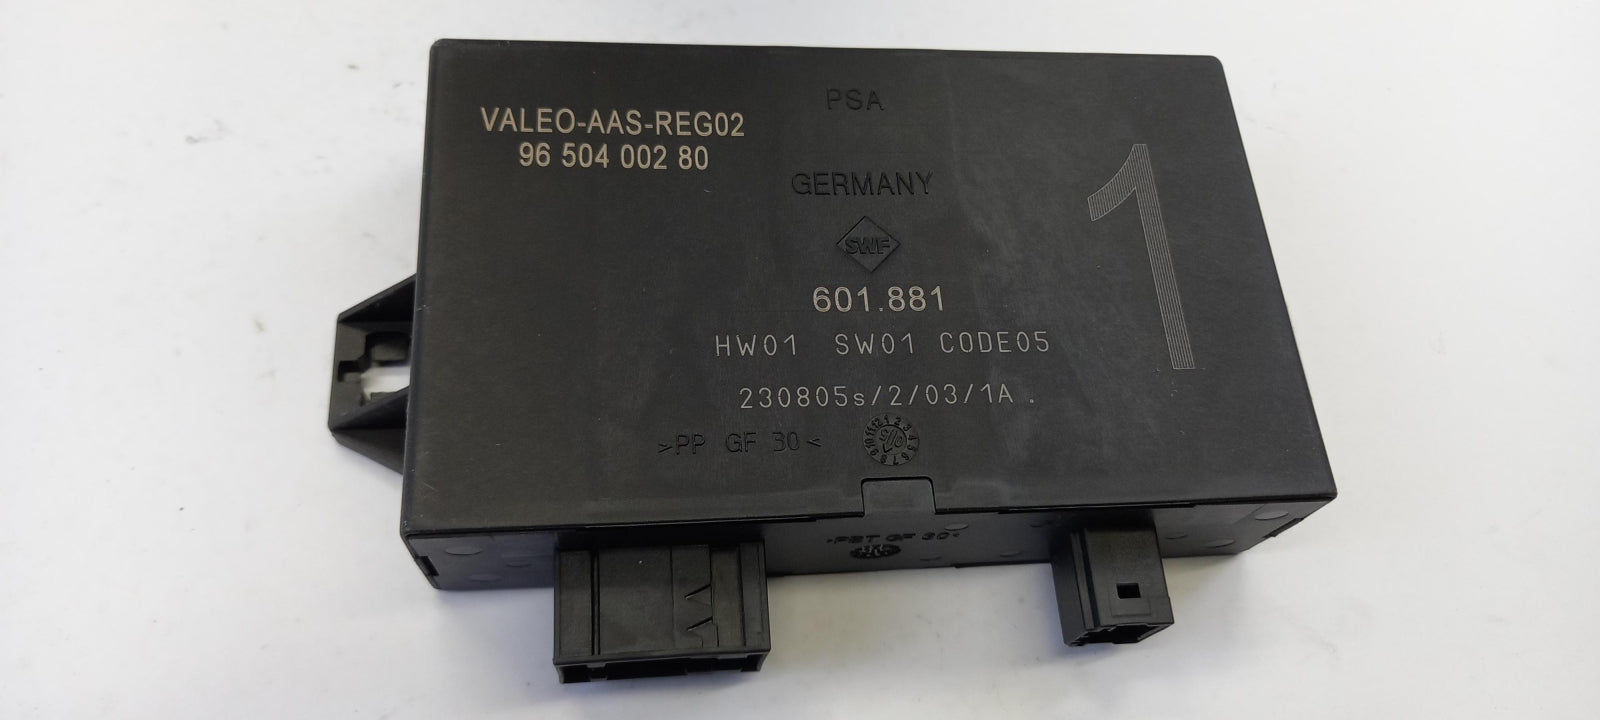 PSA
VALEO-AAS-REG02
96 504 002 80
GERMANY
SWF
601.881
HW01 SW01 CODE05
230805s/2/03/1A .
>PP GF 30<
1